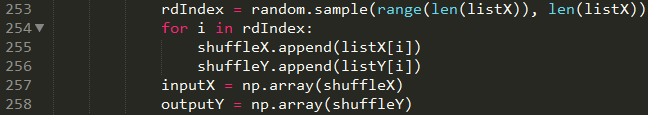 253 rdIndex = random.sample(range(len(listX)), len(listX))
254 for i in rdIndex:
255 shuffleX.append(listX[i])
256 shuffleY.append(listY[i])
257 inputX = np.array(shuffleX)
258 outputY = np.array(shuffleY)